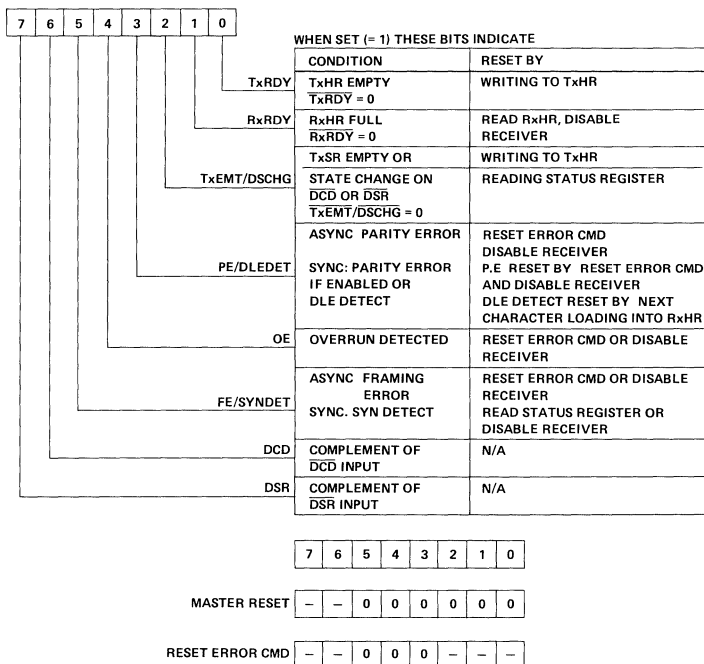 7 6 5 4 3 2 1 0
WHEN SET (= 1) THESE BITS INDICATE
CONDITION RESET BY
TxRDY TxHR EMPTY WRITING TO TxHR
TxRDY = 0
RxRDY RxHR FULL READ RxHR, DISABLE
RxRDY = 0 RECEIVER
TxSR EMPTY OR WRITING TO TxHR
TxEMT/DSCHG STATE CHANGE ON READING STATUS REGISTER
DCD OR DSR
TxEMT/DSCHG = 0
ASYNC PARITY ERROR RESET ERROR CMD
DISABLE RECEIVER
PE/DLEDET SYNC: PARITY ERROR P.E RESET BY RESET ERROR CMD
IF ENABLED OR AND DISABLE RECEIVER
DLE DETECT DLE DETECT RESET BY NEXT
CHARACTER LOADING INTO RxHR
OE OVERRUN DETECTED RESET ERROR CMD OR DISABLE
RECEIVER
ASYNC FRAMING RESET ERROR CMD OR DISABLE
FE/SYNDET ERROR RECEIVER
SYNC. SYN DETECT READ STATUS REGISTER OR
DISABLE RECEIVER
DCD COMPLEMENT OF N/A
DCD INPUT
DSR COMPLEMENT OF N/A
DSR INPUT
7 6 5 4 3 2 1 0
MASTER RESET – – 0 0 0 0 0 0
RESET ERROR CMD – – 0 0 0 – – –